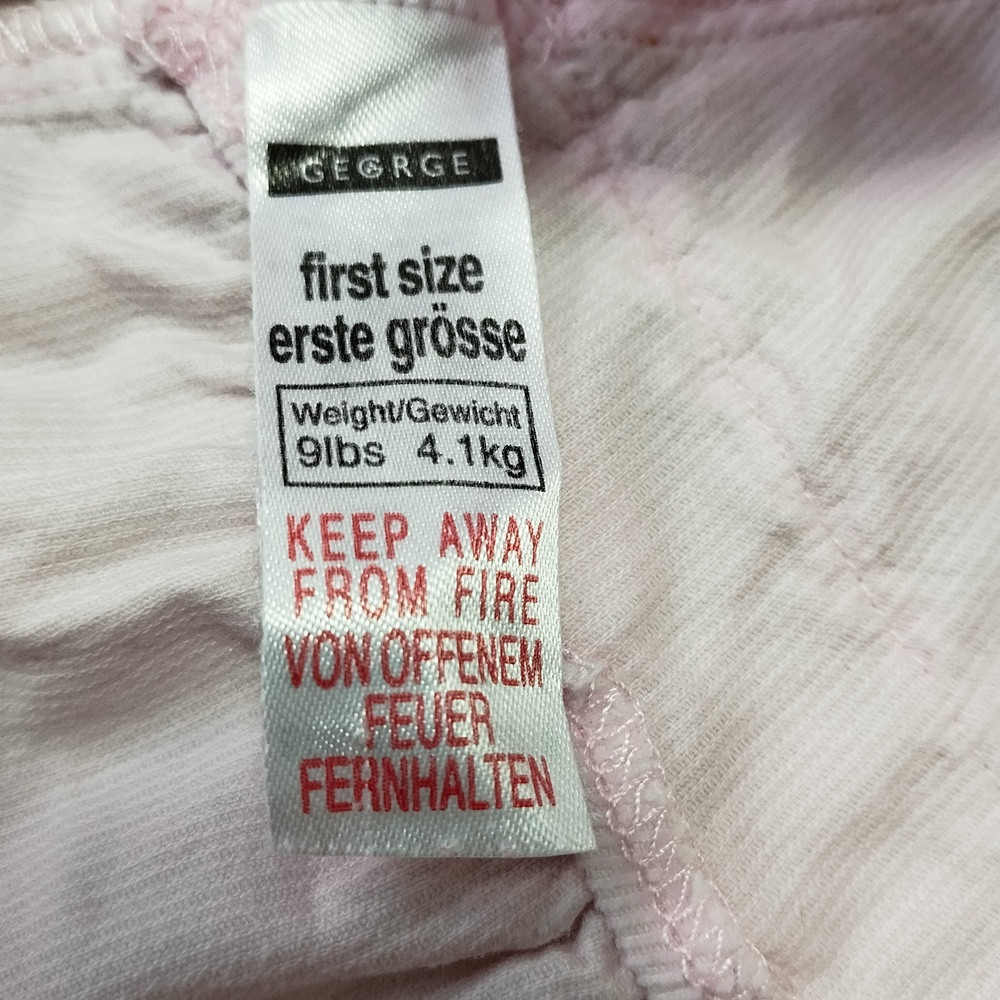 GEORGE
first size
erste grösse
Weight/Gewicht
9lbs 4.1kg
KEEP AWAY
FROM FIRE
VON OFFENEM
FEUER
FERNHALTEN